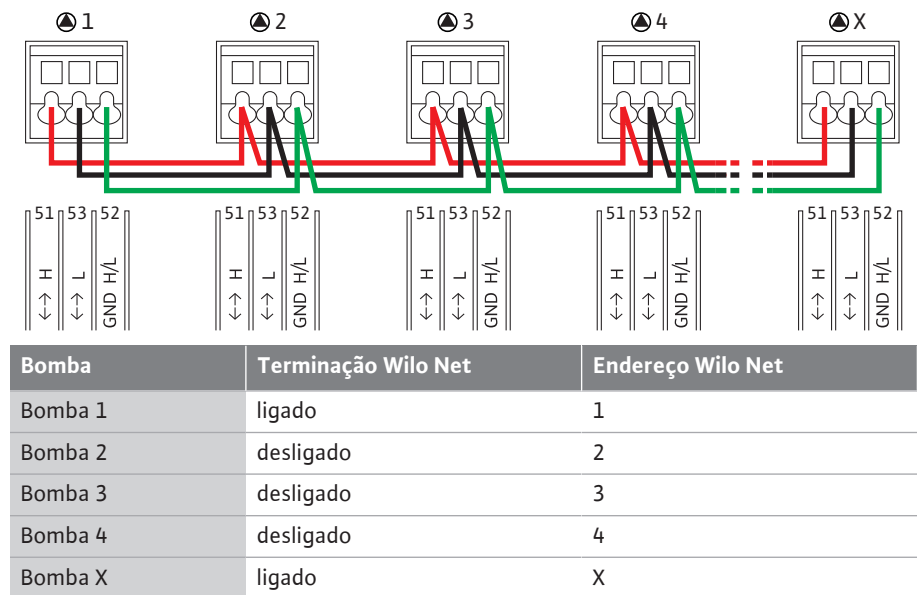 1 2 3 4 X
51 53 52 51 53 52 51 53 52 51 53 52 51 53 52
<--> H <--> L GND H/L <--> H <--> L GND H/L <--> H <--> L GND H/L <--> H <--> L GND H/L <--> H <--> L GND H/L
Bomba Terminação Wilo Net Endereço Wilo Net
Bomba 1 ligado 1
Bomba 2 desligado 2
Bomba 3 desligado 3
Bomba 4 desligado 4
Bomba X ligado X